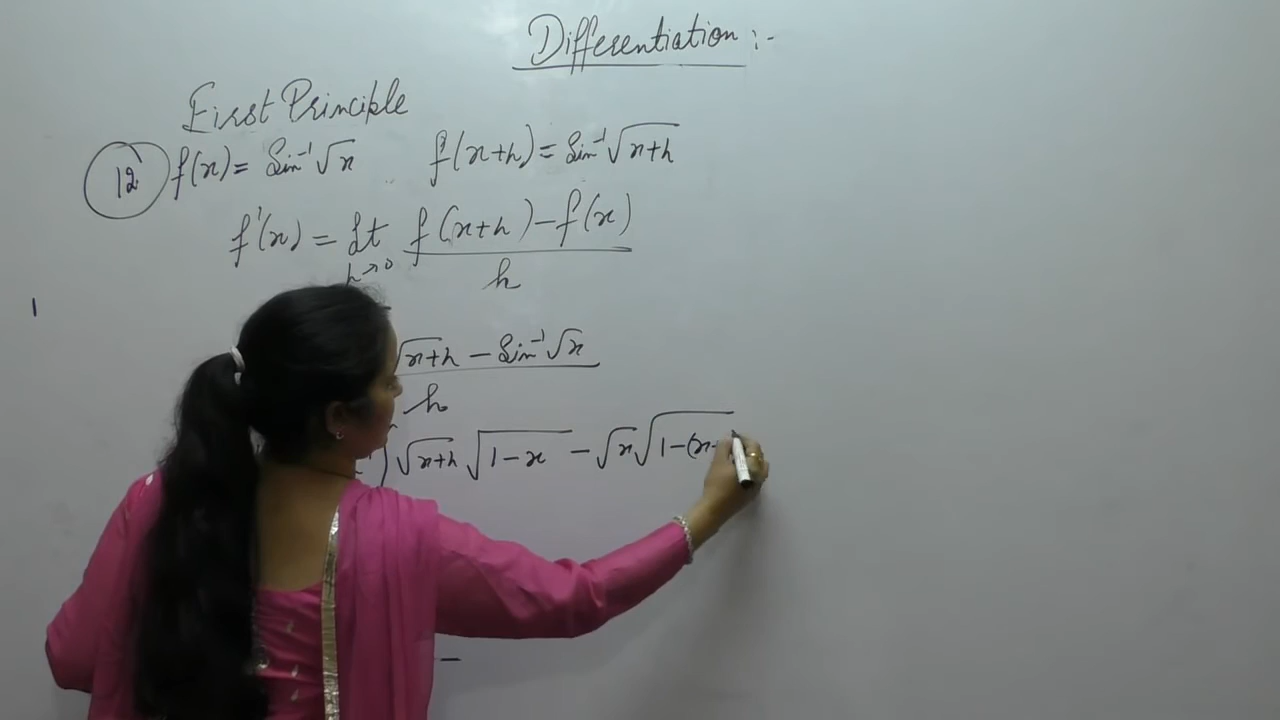 Differentiation :-
First Principle
12 f(x) = Sin⁻¹ √x f(x+h) = Sin⁻¹ √x+h
f'(x) = lt h→0 f(x+h) - f(x) / h
√x+h - Sin⁻¹ √x / h
√x+h √1-x - √x √1-(x+